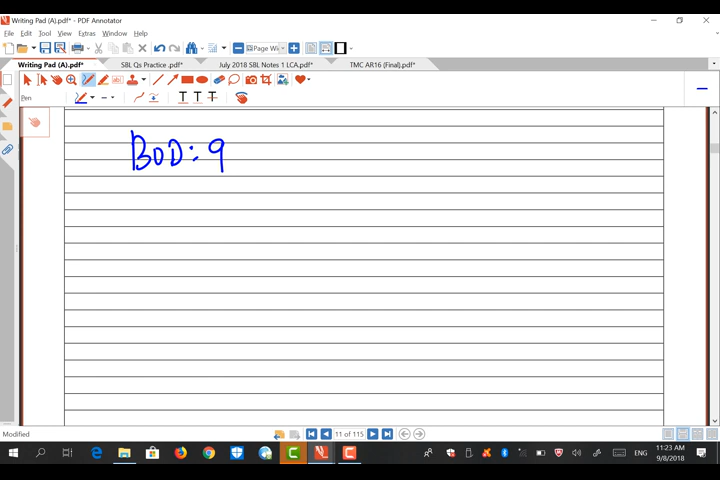 Writing Pad (A).pdf* - PDF Annotator
File Edit Tool View Extras Window Help
Page Wi
Writing Pad (A).pdf* SBL Qs Practice .pdf* July 2018 SBL Notes 1 LCA.pdf* TMC AR16 (Final).pdf*
Pen
BOD: 9
Modified
11 of 115
ENG
11:23 AM
9/8/2018